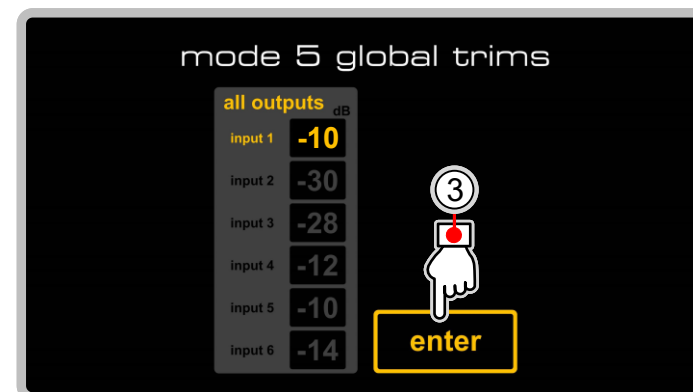 mode 5 global trims
all outputs dB
input 1 -10
input 2 -30
input 3 -28
input 4 -12
input 5 -10
input 6 -14
3
enter